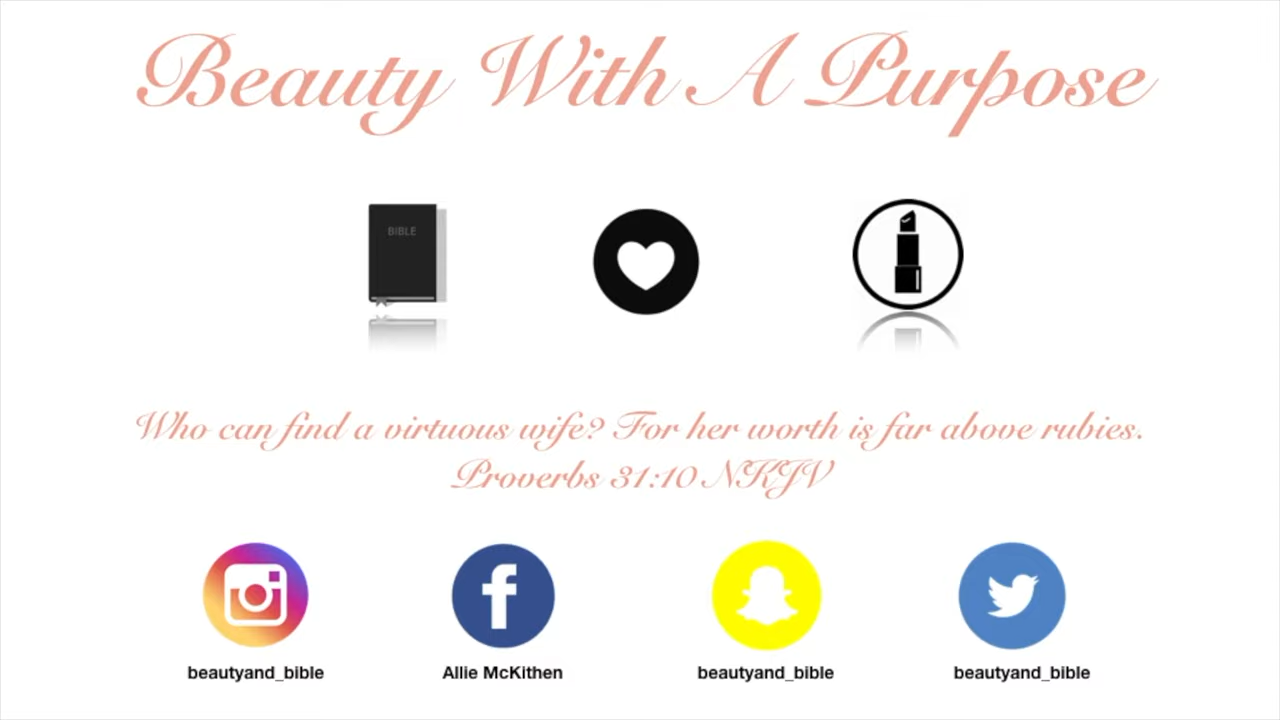 Beauty With A Purpose
BIBLE
Who can find a virtuous wife? For her worth is far above rubies.
Proverbs 31:10 NKJV
beautyand_bible
Allie McKithen
beautyand_bible
beautyand_bible